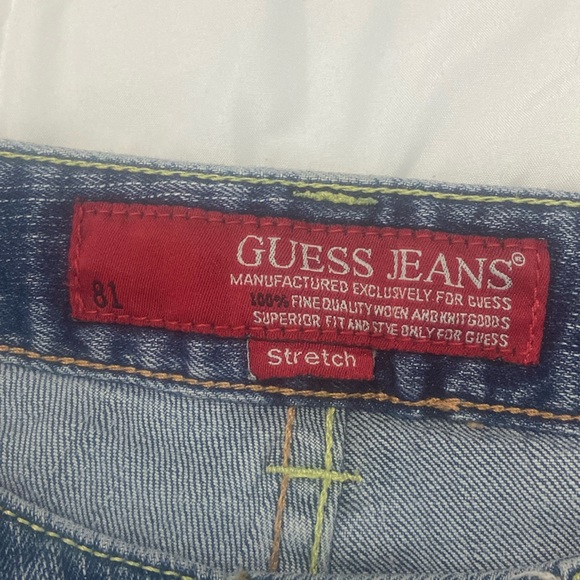 GUESS JEANS®
MANUFACTURED EXCLUSIVELY FOR GUESS
81
100% FINE QUALITY WOEN AND KNIT GOODS
SUPERIOR FIT AND STYE ONLY FOR GUESS
Stretch